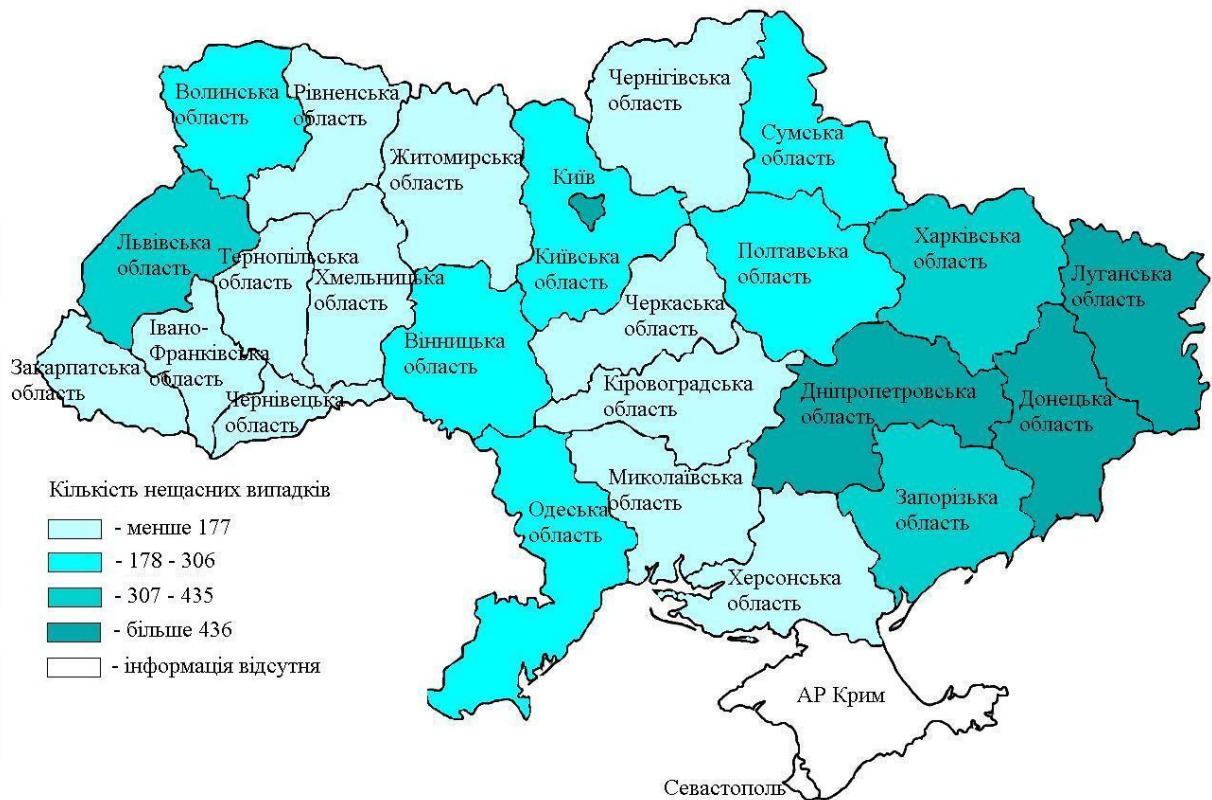 Волинська
область
Рівненська
область
Житомирська
область
Київ
Чернігівська
область
Сумська
область
Львівська
область
Тернопільська
область
Хмельницька
область
Київська
область
Черкаська
область
Полтавська
область
Харківська
область
Луганська
область
Закарпатська
область
Івано-
Франківська
область
Чернівецька
область
Вінницька
область
Кіровоградська
область
Дніпропетровська
область
Донецька
область
Одеська
область
Миколаївська
область
Запорізька
область
Херсонська
область
АР Крим
Севастополь
Кількість нещасних випадків
- менше 177
- 178 - 306
- 307 - 435
- більше 436
- інформація відсутня